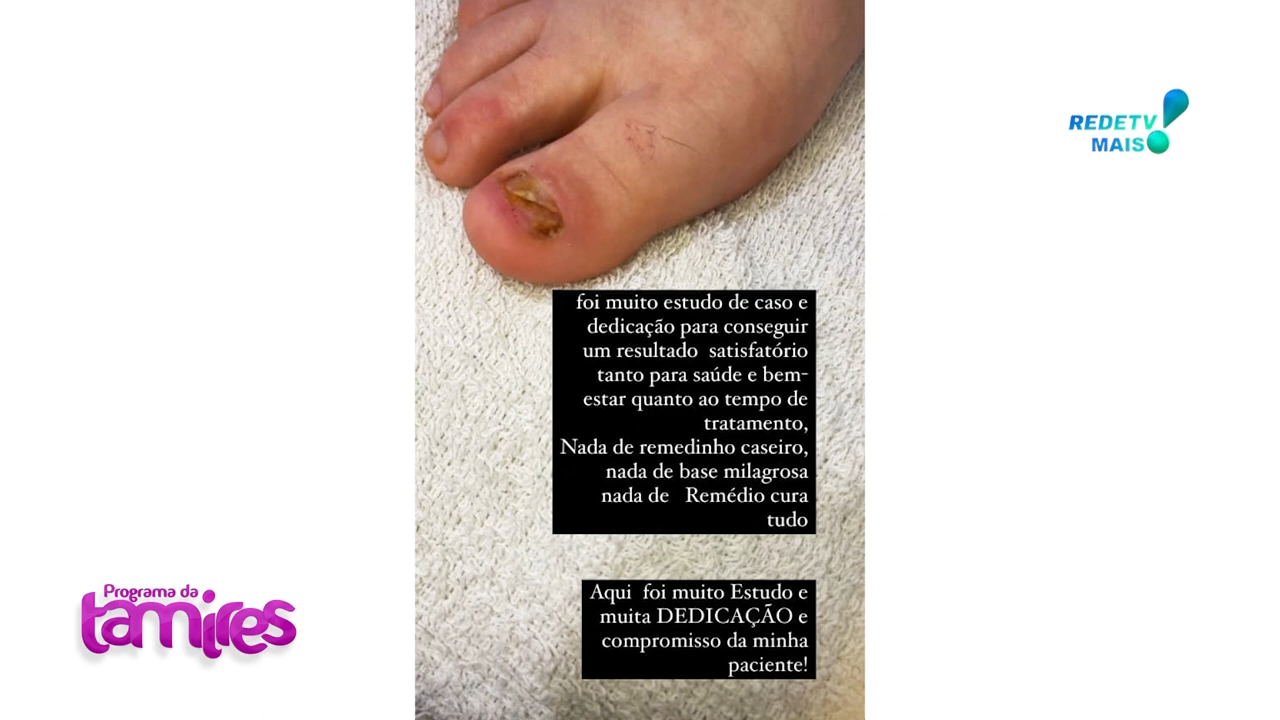 REDETV!
MAIS
foi muito estudo de caso e
dedicação para conseguir
um resultado satisfatório
tanto para saúde e bem-
estar quanto ao tempo de
tratamento,
Nada de remedinho caseiro,
nada de base milagrosa
nada de Remédio cura
tudo
Aqui foi muito Estudo e
muita DEDICAÇÃO e
compromisso da minha
paciente!
Programa da
tamires